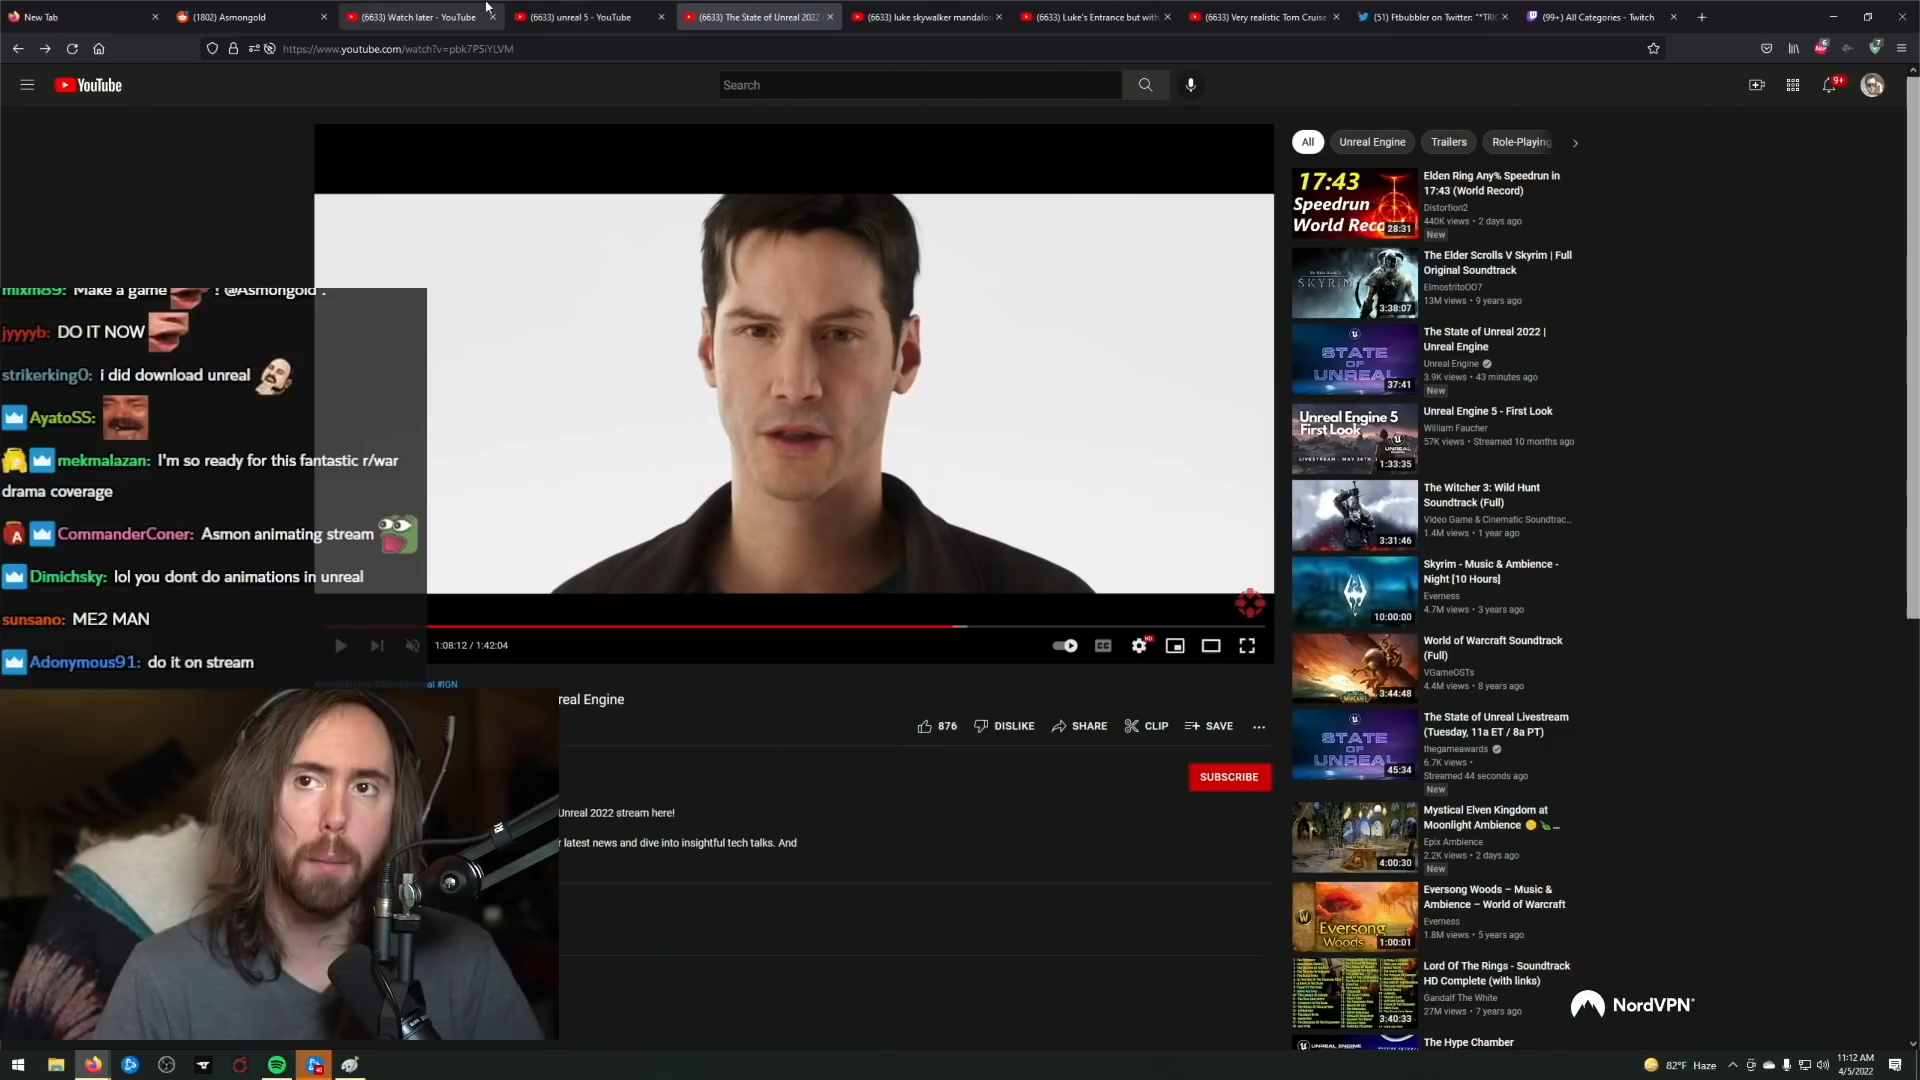 New Tab
(1802) Asmongold
(6633) Watch later - YouTube
(6633) unreal 5 - YouTube
(6633) The State of Unreal 2022
(6633) luke skywalker mandalor
(6633) Luke's Entrance but with
(6633) Very realistic Tom Cruise
(51) Ftbubbler on Twitter: "*TRI
(99+) All Categories - Twitch
https://www.youtube.com/watch?v=pbk7P5iYLVM
6
7
YouTube
Search
9+
All
Unreal Engine
Trailers
Role-Playing
17:43
Speedrun
World Reco
28:31
Elden Ring Any% Speedrun in
17:43 (World Record)
Distortion2
440K views • 2 days ago
New
SKYRIM
3:38:07
The Elder Scrolls V Skyrim | Full
Original Soundtrack
Elmostrito007
13M views • 9 years ago
STATE
OF
UNREAL
37:41
The State of Unreal 2022 |
Unreal Engine
Unreal Engine
3.9K views • 43 minutes ago
New
Unreal Engine 5
First Look
LIVESTREAM - MAY 26TH
1:33:35
Unreal Engine 5 - First Look
William Faucher
57K views • Streamed 10 months ago
3:31:46
The Witcher 3: Wild Hunt
Soundtrack (Full)
Video Game & Cinematic Soundtrac...
1.4M views • 1 year ago
10:00:00
Skyrim - Music & Ambience -
Night [10 Hours]
Everness
4.7M views • 3 years ago
3:44:48
World of Warcraft Soundtrack
(Full)
VGameOSTs
4.4M views • 8 years ago
STATE
OF
UNREAL
45:34
The State of Unreal Livestream
(Tuesday, 11a ET / 8a PT)
thegameawards
6.7K views •
Streamed 44 seconds ago
New
4:00:30
Mystical Elven Kingdom at
Moonlight Ambience ...
Epix Ambience
2.2K views • 2 days ago
New
Eversong
Woods
1:00:01
Eversong Woods – Music &
Ambience – World of Warcraft
Everness
1.8M views • 5 years ago
3:40:33
Lord Of The Rings - Soundtrack
HD Complete (with links)
Gandalf The White
27M views • 7 years ago
UNREAL ENGINE
The Hype Chamber
mixm89: Make a game ! @Asmongold .
jyyyyb: DO IT NOW
strikerking0: i did download unreal
AyatoSS:
mekmalazan: I'm so ready for this fantastic r/war
drama coverage
CommanderConer: Asmon animating stream
Dimichsky: lol you dont do animations in unreal
sunsano: ME2 MAN
Adonymous91: do it on stream
1:08:12 / 1:42:04
CC
HD
al #IGN
real Engine
876
DISLIKE
SHARE
CLIP
SAVE
SUBSCRIBE
Unreal 2022 stream here!
r latest news and dive into insightful tech talks. And
NordVPN®
82°F Haze
11:12 AM
4/5/2022